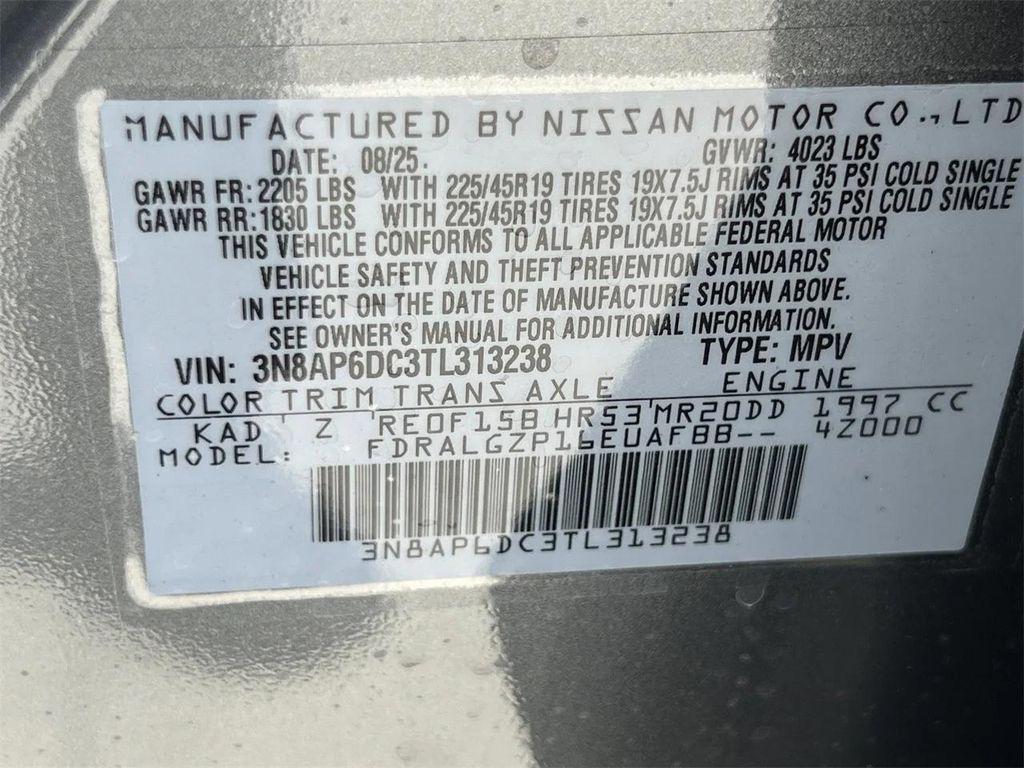 MANUFACTURED BY NISSAN MOTOR CO., LTD
DATE: 08/25. GVWR: 4023 LBS
GAWR FR: 2205 LBS WITH 225/45R19 TIRES 19X7.5J RIMS AT 35 PSI COLD SINGLE
GAWR RR: 1830 LBS WITH 225/45R19 TIRES 19X7.5J RIMS AT 35 PSI COLD SINGLE
THIS VEHICLE CONFORMS TO ALL APPLICABLE FEDERAL MOTOR
VEHICLE SAFETY AND THEFT PREVENTION STANDARDS
IN EFFECT ON THE DATE OF MANUFACTURE SHOWN ABOVE.
SEE OWNER'S MANUAL FOR ADDITIONAL INFORMATION.
VIN: 3N8AP6DC3TL313238 TYPE: MPV
COLOR TRIM TRANS AXLE ENGINE
KAD Z RE0F15B HR53 MR20DD 1997 CC
MODEL: FDRALGZP16EUAFBB-- 4Z000
3N8AP6DC3TL313238